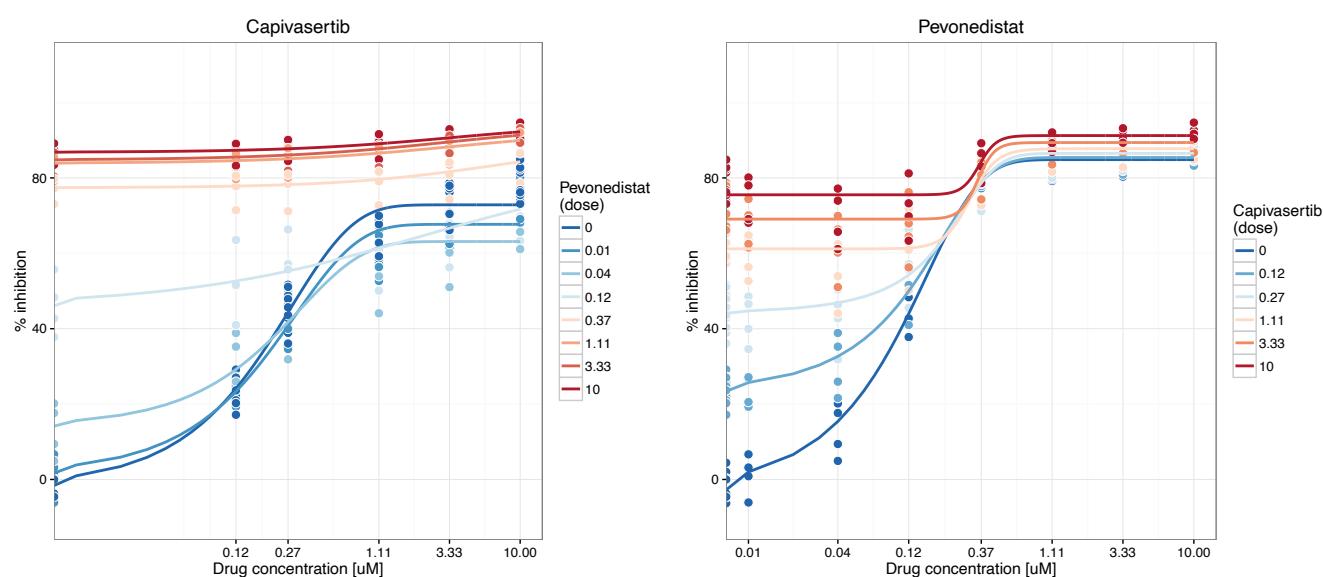 Capivasertib
% inhibition
80
40
0
0.12 0.27 1.11 3.33 10.00
Drug concentration [uM]
Pevonedistat
(dose)
0
0.01
0.04
0.12
0.37
1.11
3.33
10
Pevonedistat
% inhibition
80
40
0
0.01 0.04 0.12 0.37 1.11 3.33 10.00
Drug concentration [uM]
Capivasertib
(dose)
0
0.12
0.27
1.11
3.33
10